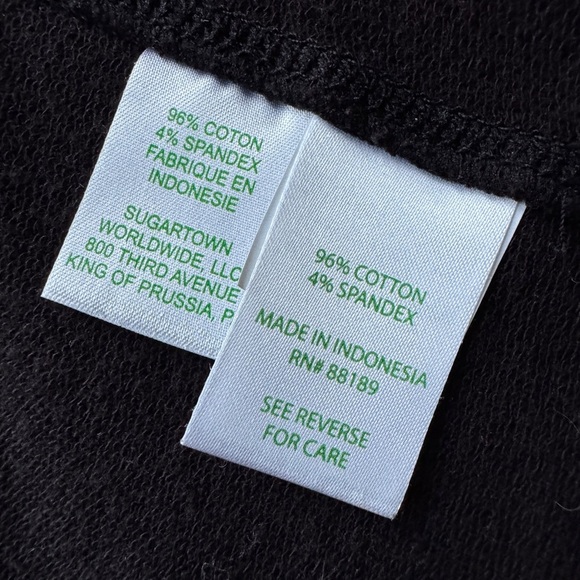 96% COTON
4% SPANDEX
FABRIQUE EN
INDONESIE
SUGARTOWN
WORLDWIDE, LLC
800 THIRD AVENUE
KING OF PRUSSIA, P
96% COTTON
4% SPANDEX
MADE IN INDONESIA
RN# 88189
SEE REVERSE
FOR CARE